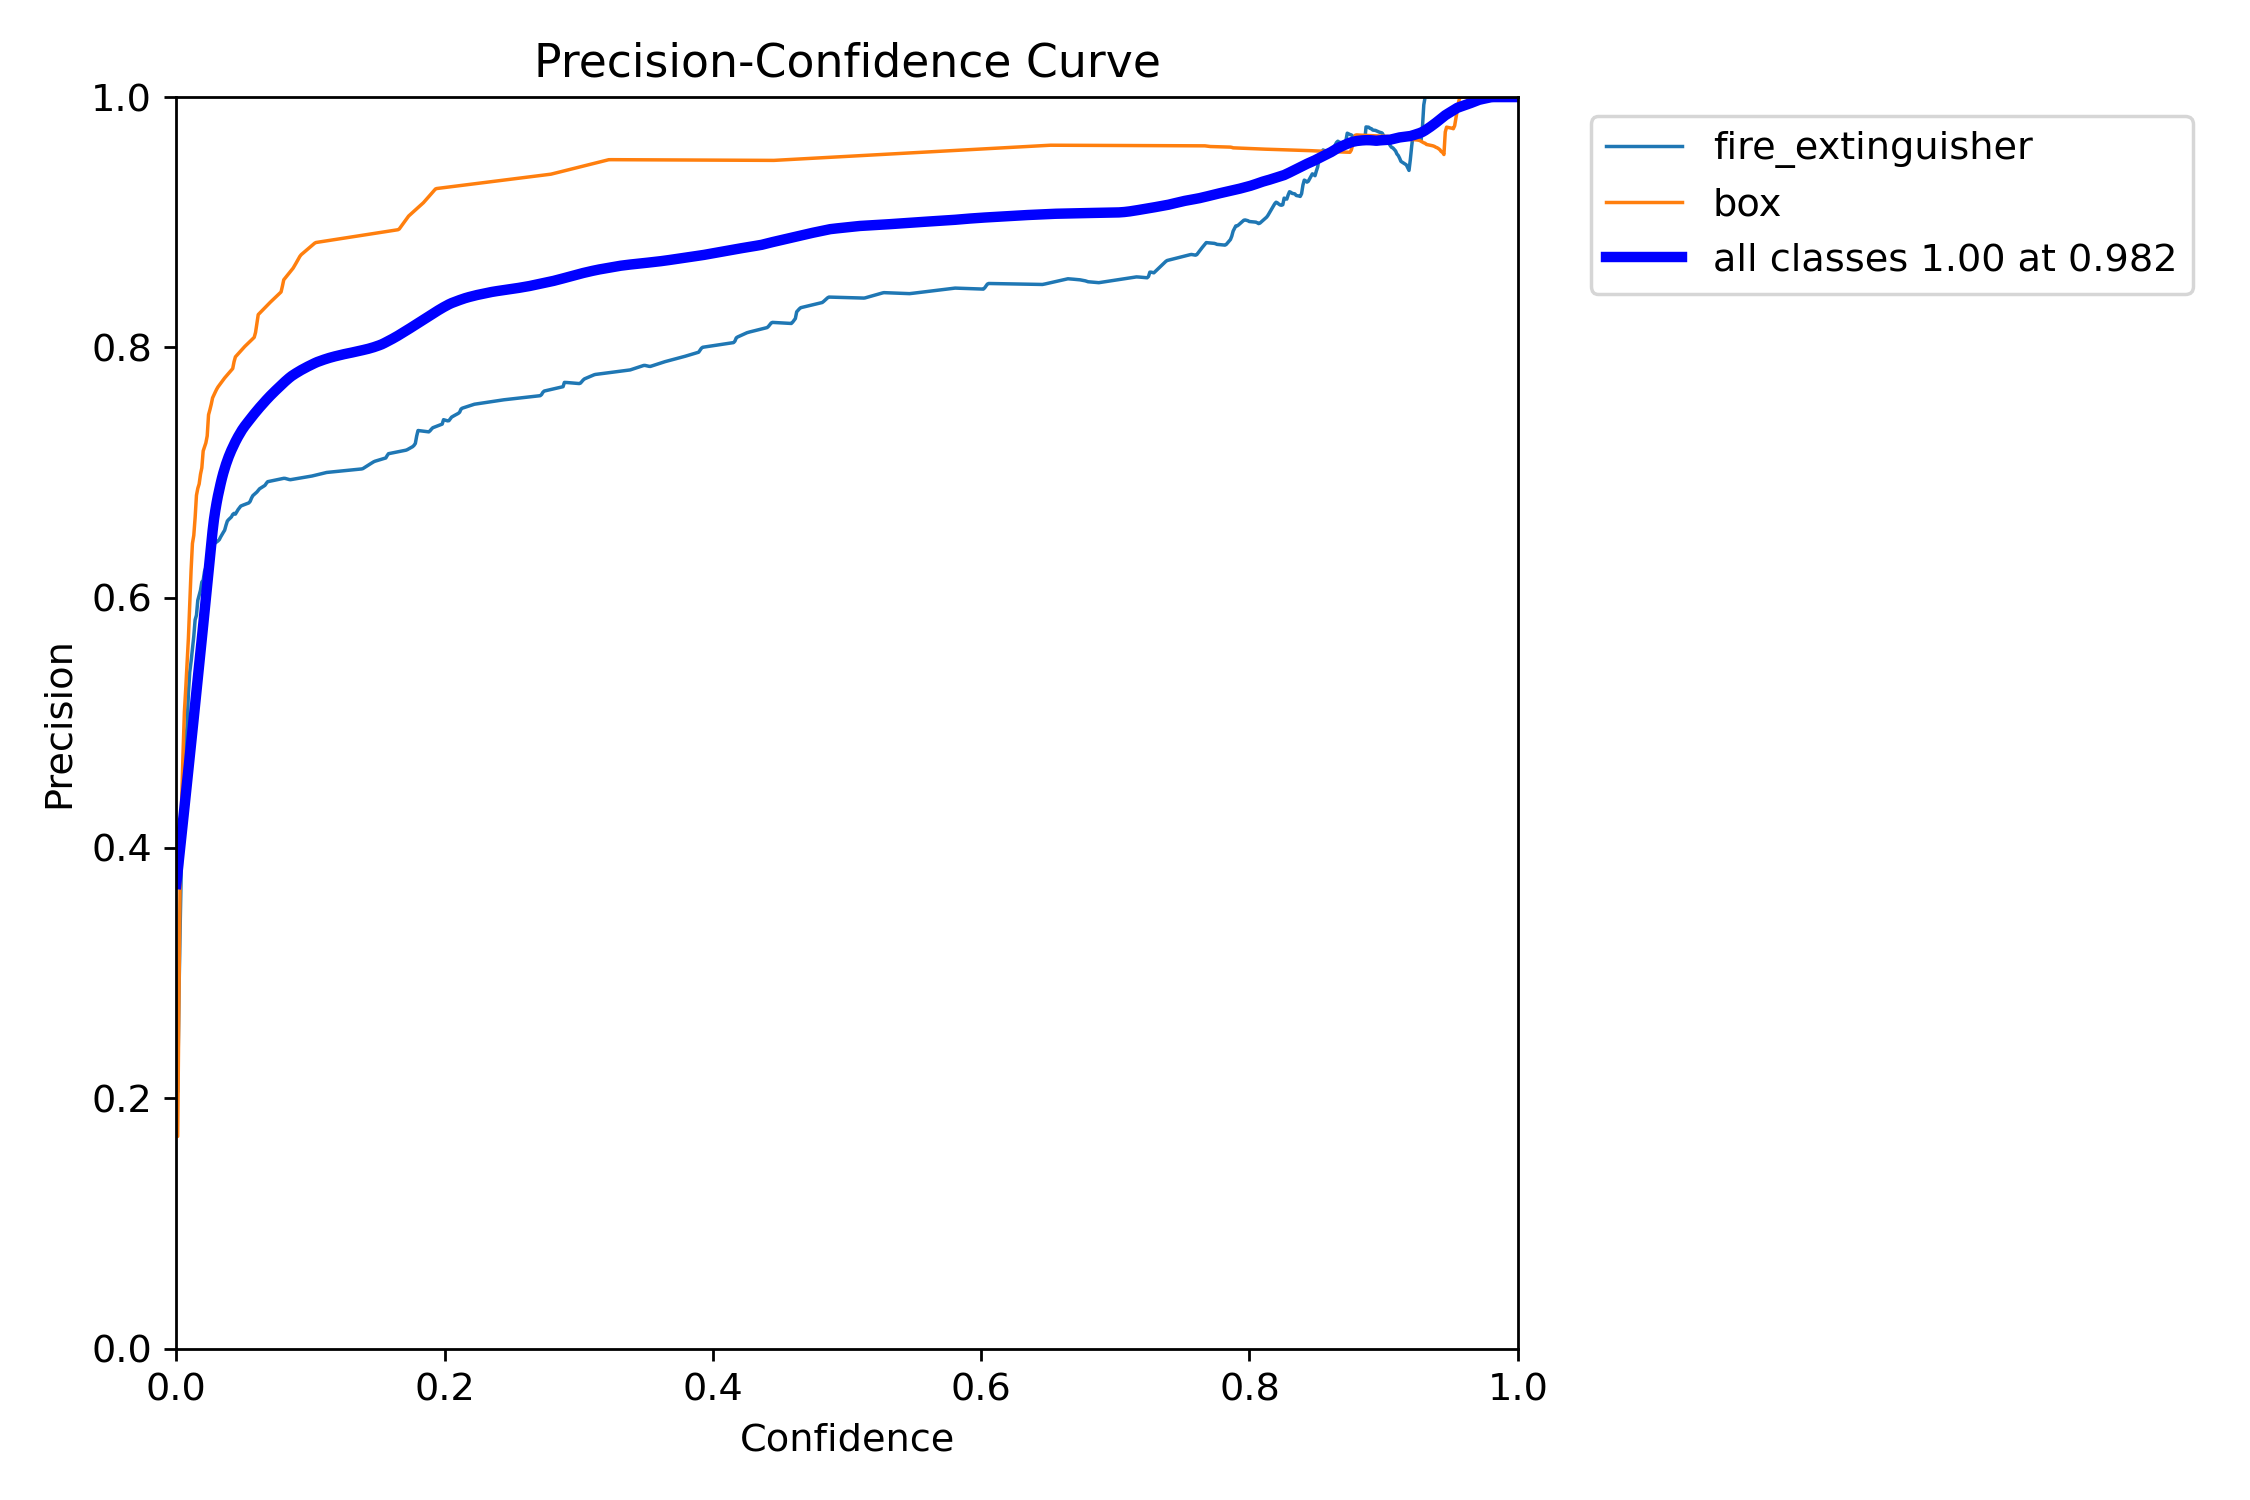 Precision-Confidence Curve
1.0
0.8
0.6
0.4
0.2
0.0
Precision
0.0 0.2 0.4 0.6 0.8 1.0
Confidence
fire_extinguisher
box
all classes 1.00 at 0.982